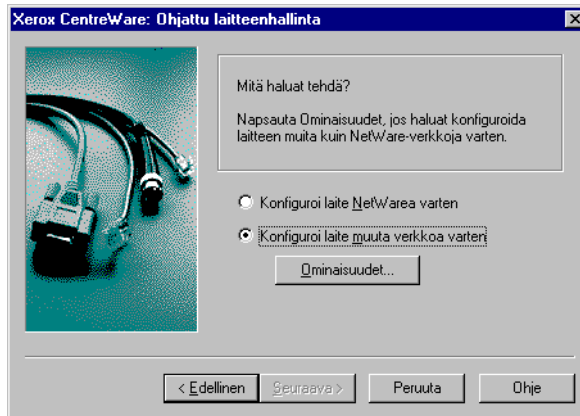 Xerox CentreWare: Ohjattu laitteenhallinta
Mitä haluat tehdä?
Napsauta Ominaisuudet, jos haluat konfiguroida
laitteen muita kuin NetWare-verkkoja varten.
Konfiguroi laite NetWarea varten
Konfiguroi laite muuta verkkoa varten
Ominaisuudet...
< Edellinen
Seuraava >
Peruuta
Ohje